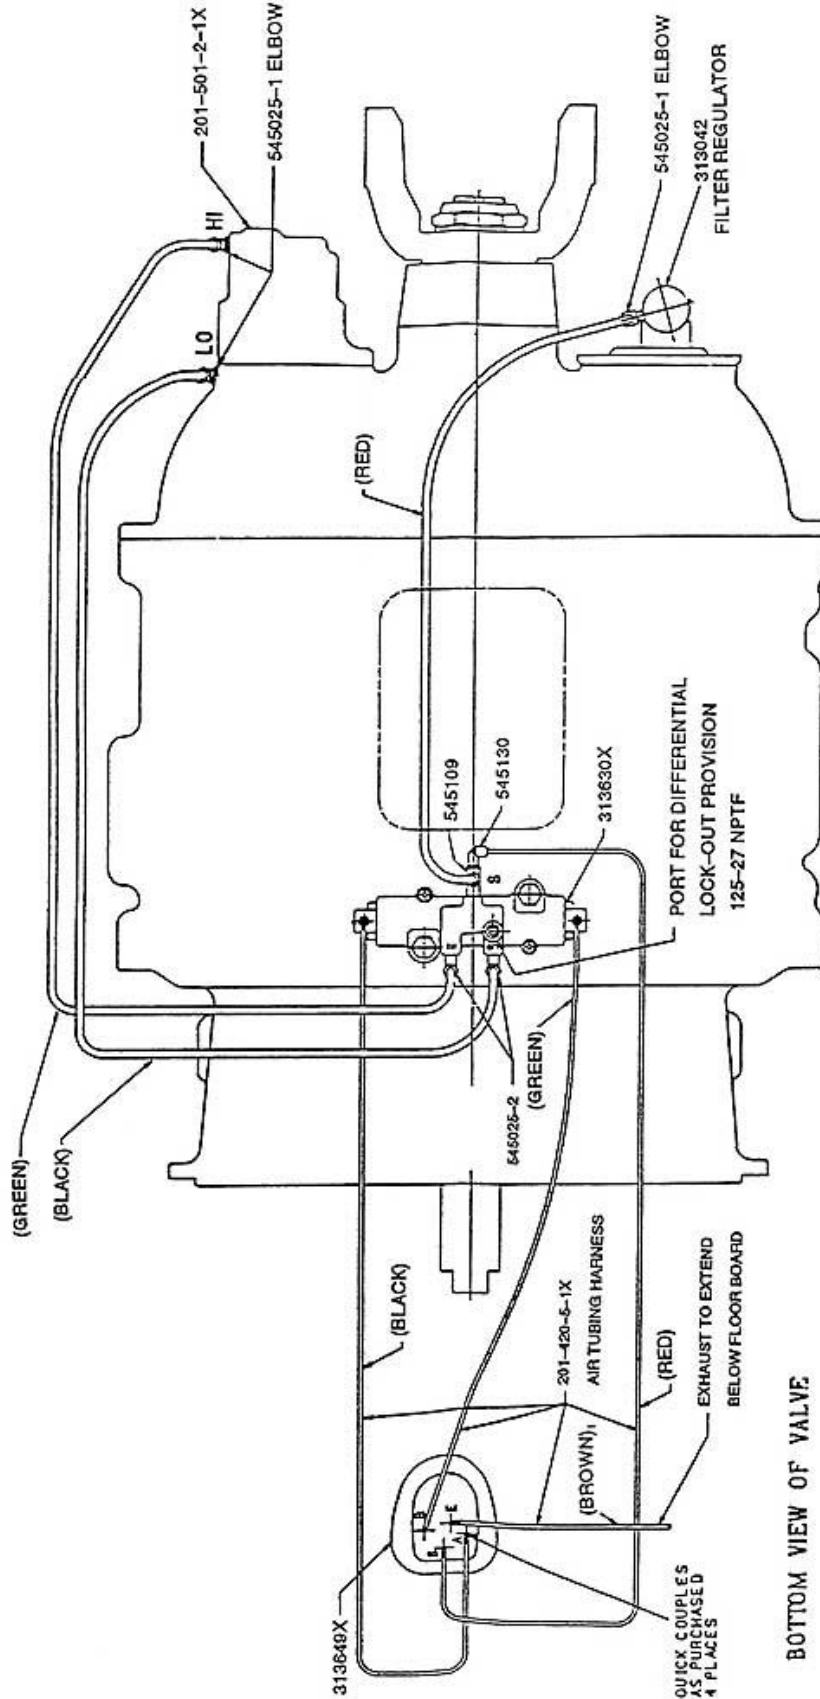 201-501-2-1X
545025-1 ELBOW
HI
LO
545025-1 ELBOW
313042
FILTER REGULATOR
(RED)
545109
545130
S
313630X
PORT FOR DIFFERENTIAL
LOCK-OUT PROVISION
125-27 NPTF
(GREEN)
(BLACK)
545025-2
(GREEN)
(BLACK)
201-420-5-1X
AIR TUBING HARNESS
(RED)
EXHAUST TO EXTEND
BELOW FLOOR BOARD
(BROWN)
313649X
B
E
A
QUICK COUPLES
AS PURCHASED
4 PLACES
BOTTOM VIEW OF VALVE